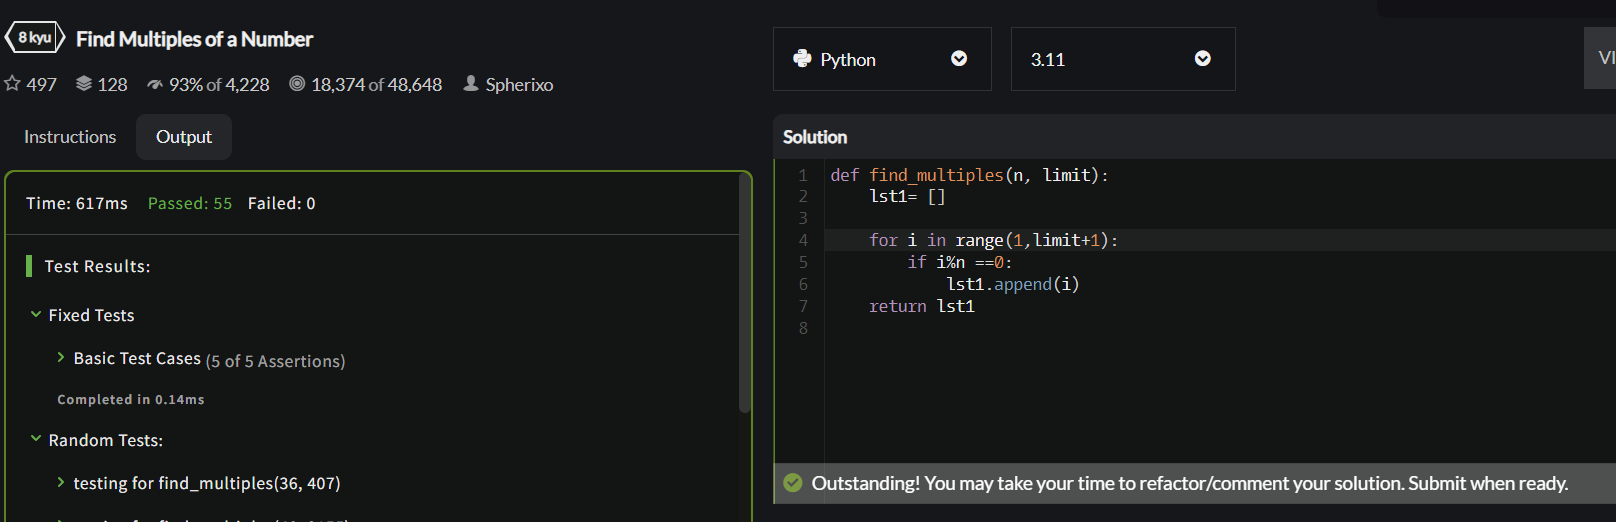 8 kyu Find Multiples of a Number
497 128 93% of 4,228 18,374 of 48,648 Spherixo
Instructions Output
Time: 617ms Passed: 55 Failed: 0
Test Results:
Fixed Tests
Basic Test Cases (5 of 5 Assertions)
Completed in 0.14ms
Random Tests:
testing for find_multiples(36, 407)
Python 3.11 VI
Solution
1 def find_multiples(n, limit):
2     lst1= []
3
4     for i in range(1,limit+1):
5         if i%n ==0:
6             lst1.append(i)
7     return lst1
8
Outstanding! You may take your time to refactor/comment your solution. Submit when ready.